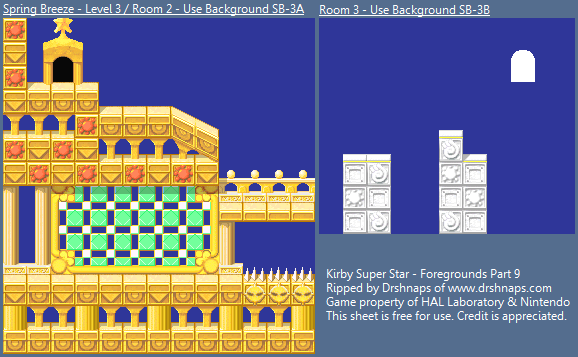 Spring Breeze - Level 3 / Room 2 - Use Background SB-3A
Room 3 - Use Background SB-3B
Kirby Super Star - Foregrounds Part 9
Ripped by Drshnaps of www.drshnaps.com
Game property of HAL Laboratory & Nintendo
This sheet is free for use. Credit is appreciated.